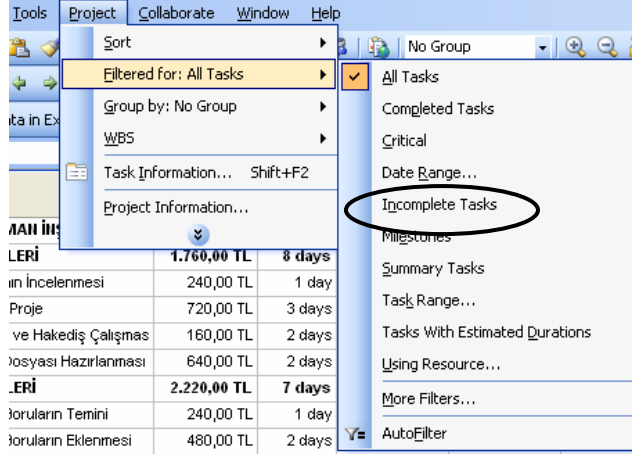 Tools Project Collaborate Window Help
Sort
No Group
Filtered for: All Tasks
All Tasks
Group by: No Group
Completed Tasks
ta in Ex
WBS
Critical
Task Information... Shift+F2
Date Range...
Project Information...
Incomplete Tasks
MAN İNŞ
Milestones
LERİ 1.760,00 TL 8 days
Summary Tasks
ın İncelenmesi 240,00 TL 1 day
Task Range...
Proje 720,00 TL 3 days
ve Hakediş Çalışmas 160,00 TL 2 days
Tasks With Estimated Durations
Dosyası Hazırlanması 640,00 TL 2 days
Using Resource...
LERİ 2.220,00 TL 7 days
More Filters...
Boruların Temini 240,00 TL 1 day
AutoFilter
Boruların Eklenmesi 480,00 TL 2 days